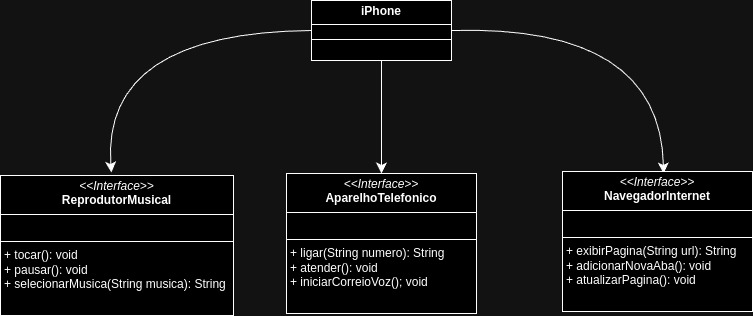 iPhone
<<Interface>>
ReprodutorMusical
+ tocar(): void
+ pausar(): void
+ selecionarMusica(String musica): String
<<Interface>>
AparelhoTelefonico
+ ligar(String numero): String
+ atender(): void
+ iniciarCorreioVoz(); void
<<Interface>>
NavegadorInternet
+ exibirPagina(String url): String
+ adicionarNovaAba(): void
+ atualizarPagina(): void